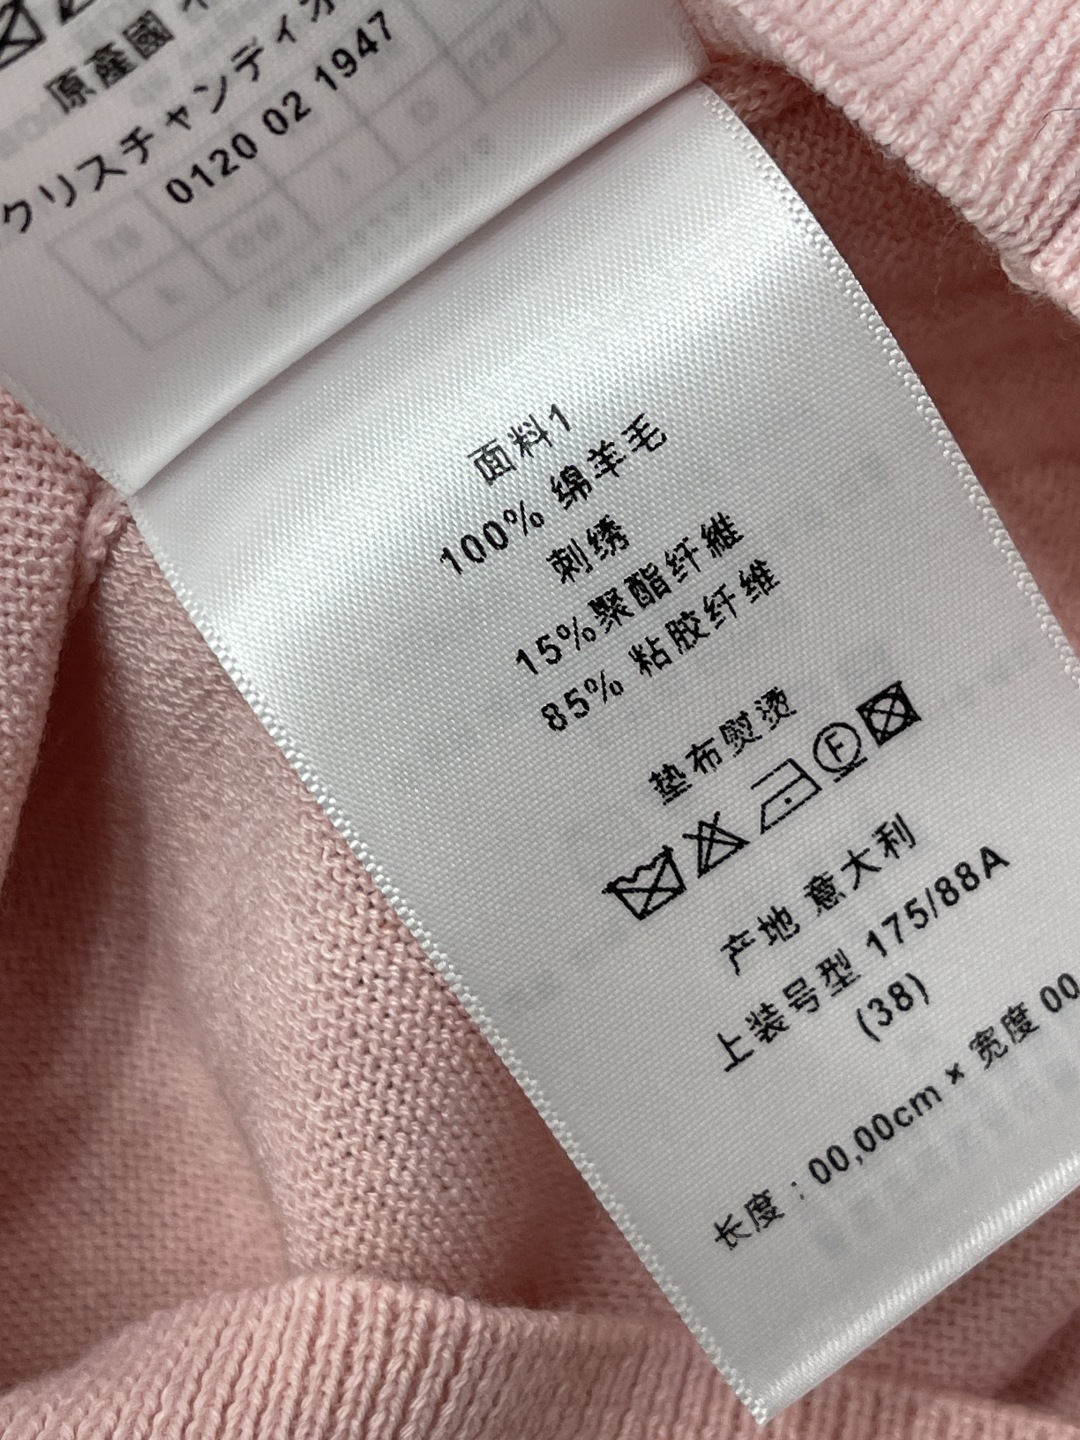 原産國
クリスチャンディオ
0120 02 1947
面料1
100% 绵羊毛
刺绣
15%聚酯纤維
85% 粘胶纤维
垫布熨烫
F
产地 意大利
上装号型 175/88A
(38)
长度：00,00cm × 宽度 00